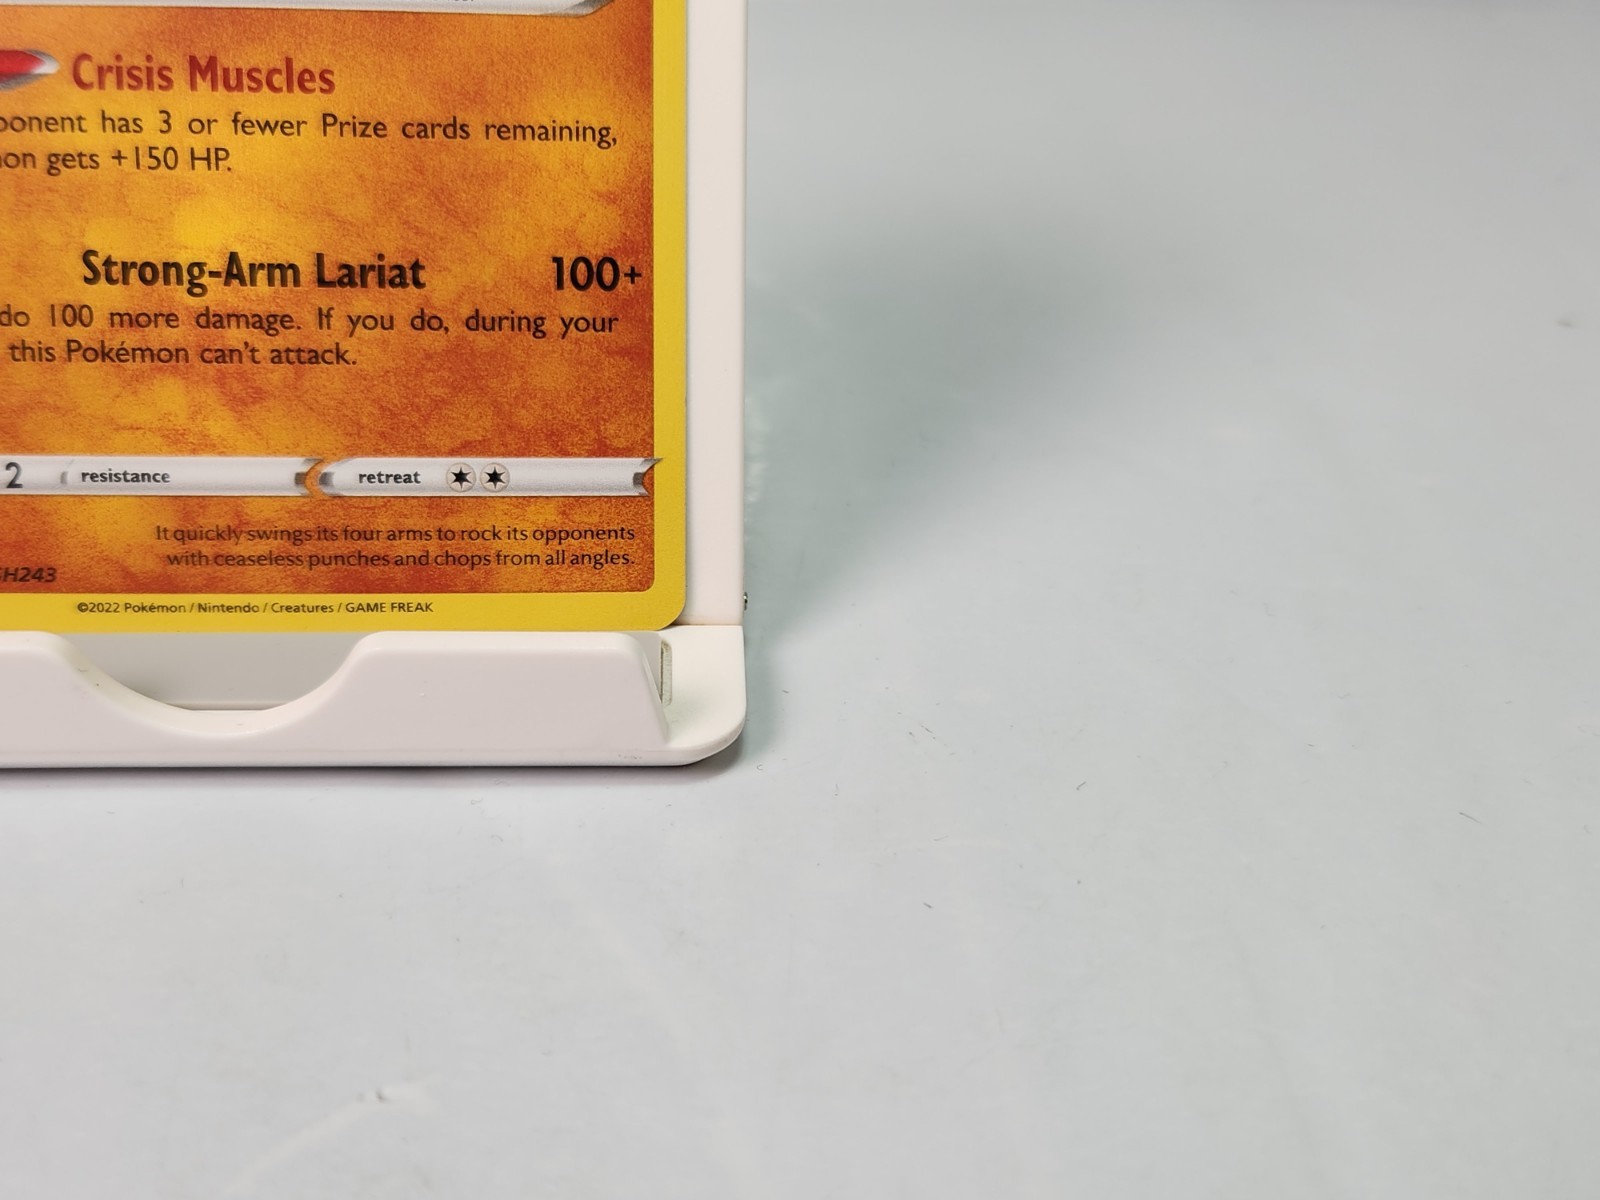 Crisis Muscles
ponent has 3 or fewer Prize cards remaining,
on gets +150 HP.
Strong-Arm Lariat 100+
do 100 more damage. If you do, during your
this Pokémon can't attack.
2 resistance retreat
It quickly swings its four arms to rock its opponents
with ceaseless punches and chops from all angles.
H243
©2022 Pokémon / Nintendo / Creatures / GAME FREAK